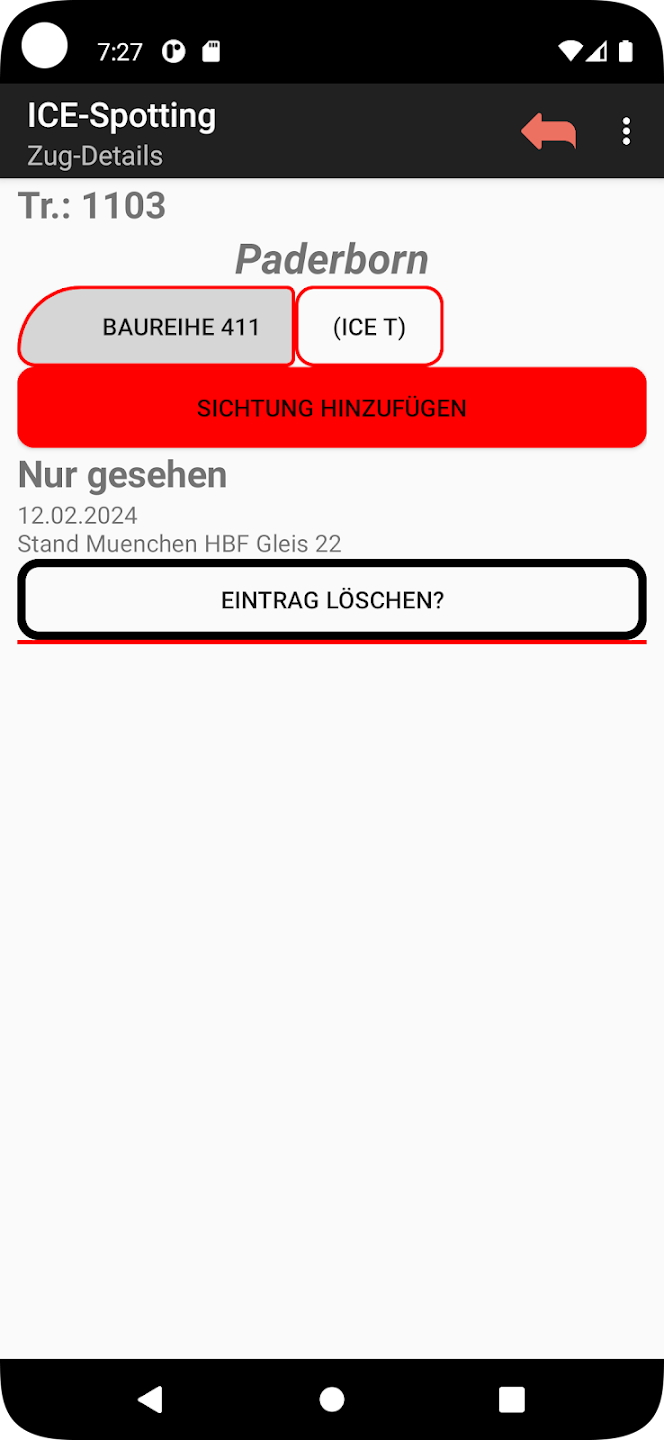 7:27
ICE-Spotting
Zug-Details
Tr.: 1103
Paderborn
BAUREIHE 411
(ICE T)
SICHTUNG HINZUFÜGEN
Nur gesehen
12.02.2024
Stand Muenchen HBF Gleis 22
EINTRAG LÖSCHEN?